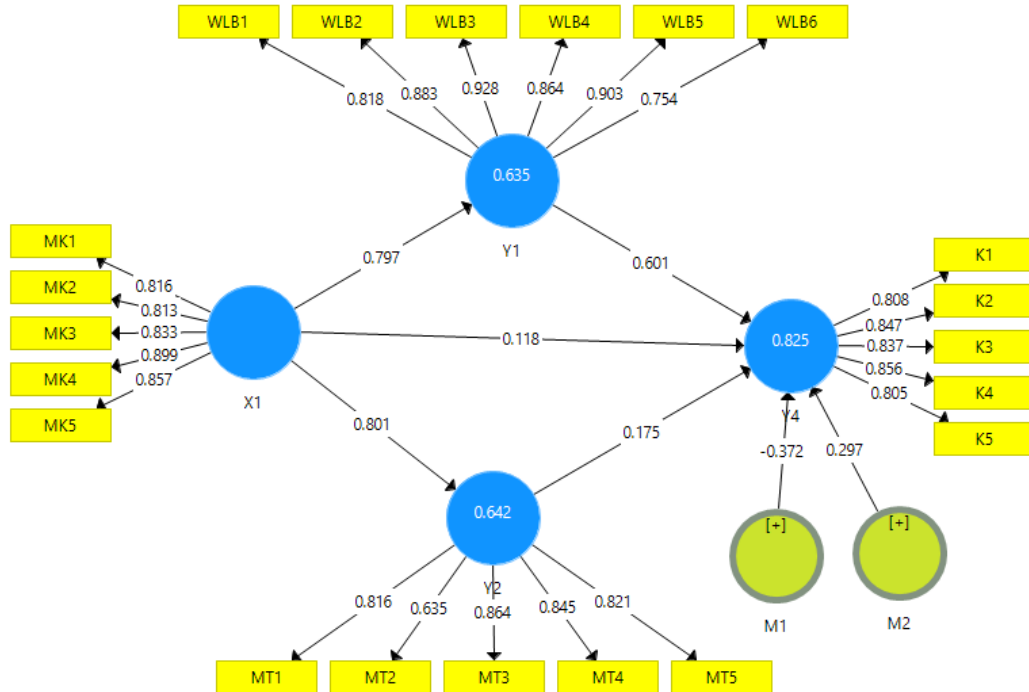 WLB1 WLB2 WLB3 WLB4 WLB5 WLB6
0.818 0.883 0.928 0.864 0.903 0.754
0.635
Y1
MK1
MK2
MK3
MK4
MK5
0.816
0.813
0.833
0.899
0.857
X1
0.797
0.601
0.118
0.801
0.175
0.825
Y4
0.808
0.847
0.837
0.856
0.805
K1
K2
K3
K4
K5
-0.372 0.297
[+] [+]
M1 M2
0.642
Y2
0.816 0.635 0.864 0.845 0.821
MT1 MT2 MT3 MT4 MT5